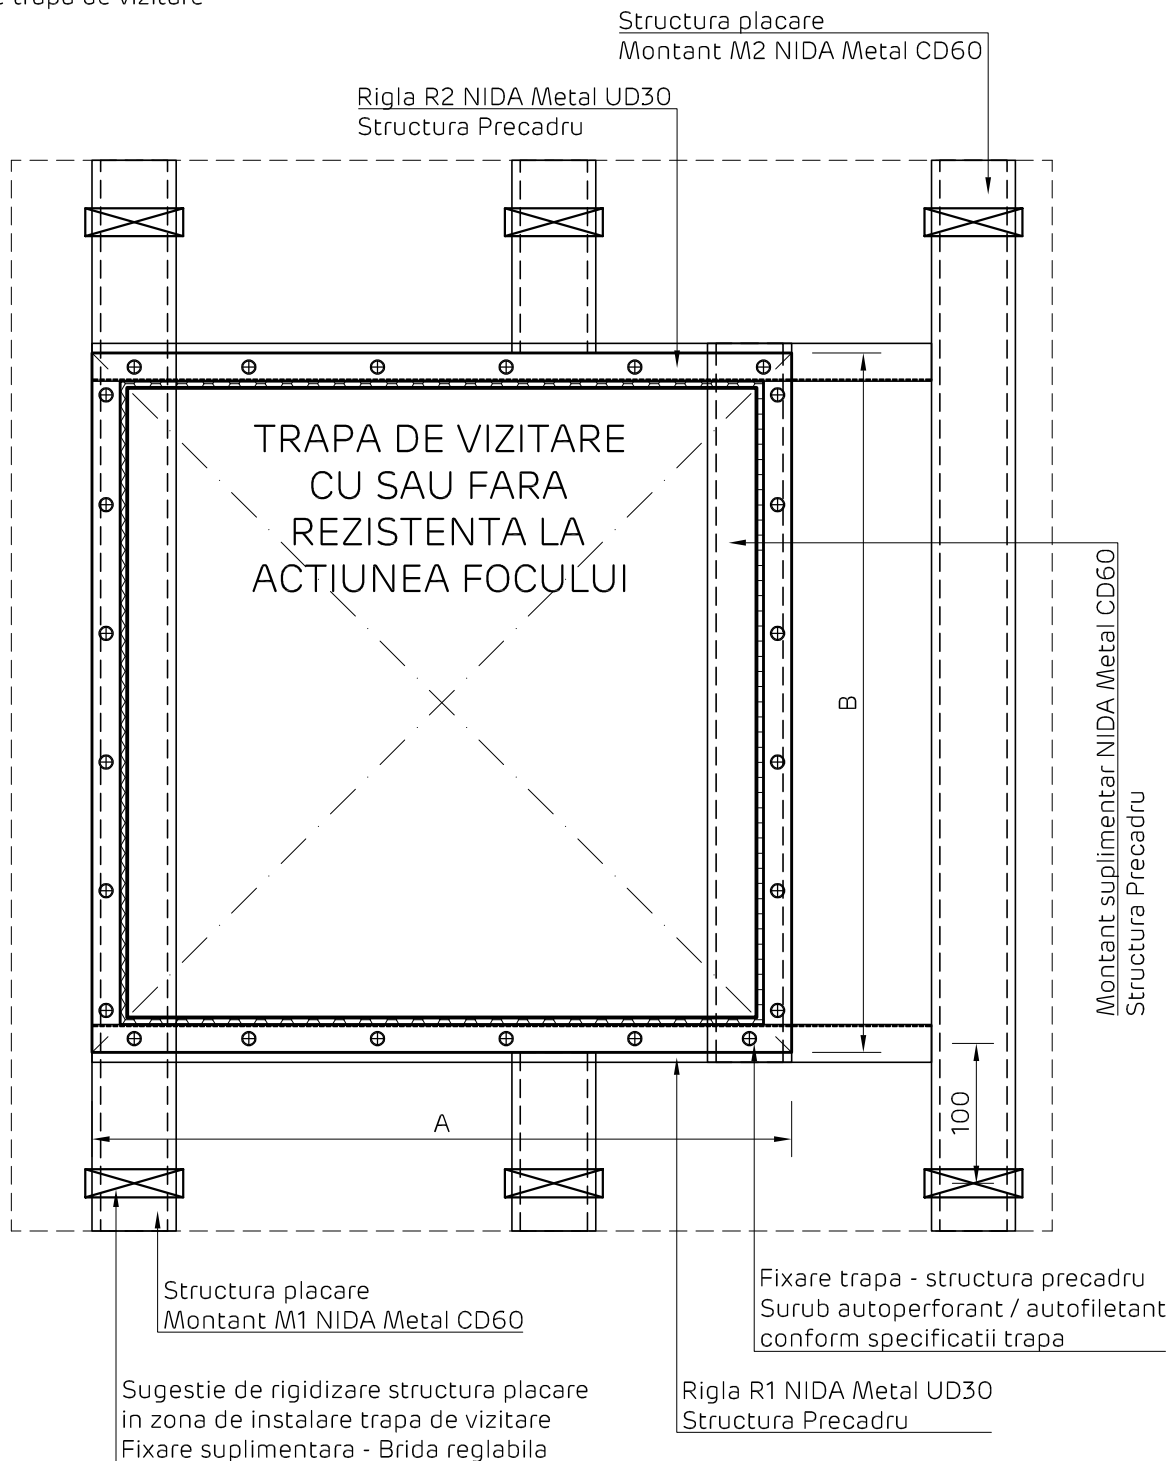 trapa de vizitare
Structura placare
Montant M2 NIDA Metal CD60
Rigla R2 NIDA Metal UD30
Structura Precadru
TRAPA DE VIZITARE
CU SAU FARA
REZISTENTA LA
ACTIUNEA FOCULUI
B
Montant suplimentar NIDA Metal CD60
Structura Precadru
100
A
Structura placare
Montant M1 NIDA Metal CD60
Fixare trapa - structura precadru
Surub autoperforant / autofiletant
conform specificatii trapa
Sugestie de rigidizare structura placare
in zona de instalare trapa de vizitare
Fixare suplimentara - Brida reglabila
Rigla R1 NIDA Metal UD30
Structura Precadru